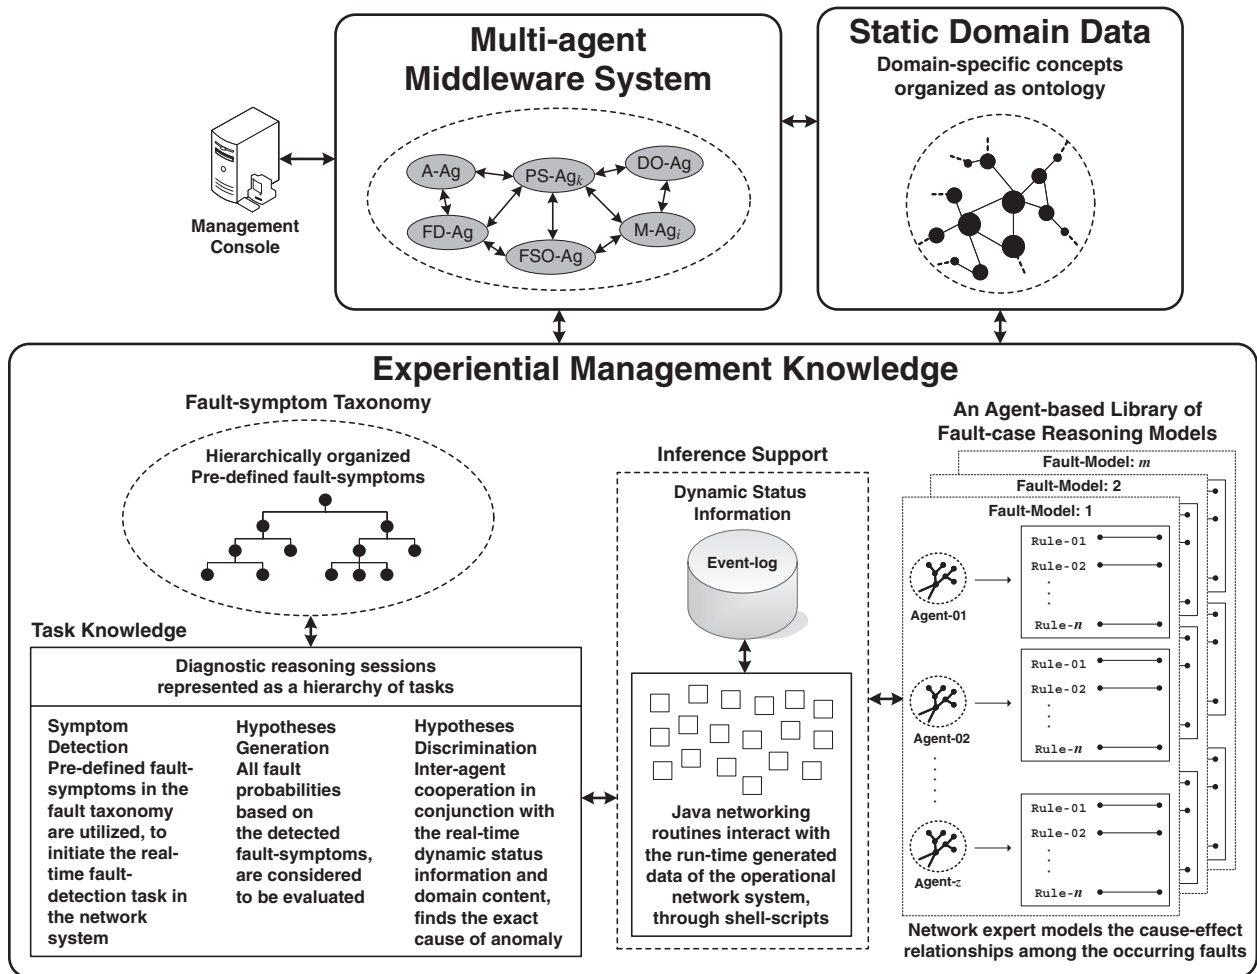 Multi-agent
Middleware System
A-Ag
PS-Agk
DO-Ag
FD-Ag
FSO-Ag
M-Agi
Management
Console
Static Domain Data
Domain-specific concepts
organized as ontology
Experiential Management Knowledge
Fault-symptom Taxonomy
Hierarchically organized
Pre-defined fault-symptoms
Task Knowledge
Diagnostic reasoning sessions
represented as a hierarchy of tasks
Symptom
Detection
Pre-defined fault-
symptoms in the
fault taxonomy
are utilized, to
initiate the real-
time fault-
detection task in
the network
system
Hypotheses
Generation
All fault
probabilities
based on
the detected
fault-symptoms,
are considered
to be evaluated
Hypotheses
Discrimination
Inter-agent
cooperation in
conjunction with
the real-time
dynamic status
information and
domain content,
finds the exact
cause of anomaly
Inference Support
Dynamic Status
Information
Event-log
Java networking
routines interact with
the run-time generated
data of the operational
network system,
through shell-scripts
An Agent-based Library of
Fault-case Reasoning Models
Fault-Model: m
Fault-Model: 2
Fault-Model: 1
Agent-01
Rule-01
Rule-02
Rule-n
Agent-02
Rule-01
Rule-02
Rule-n
Agent-z
Rule-01
Rule-02
Rule-n
Network expert models the cause-effect
relationships among the occurring faults